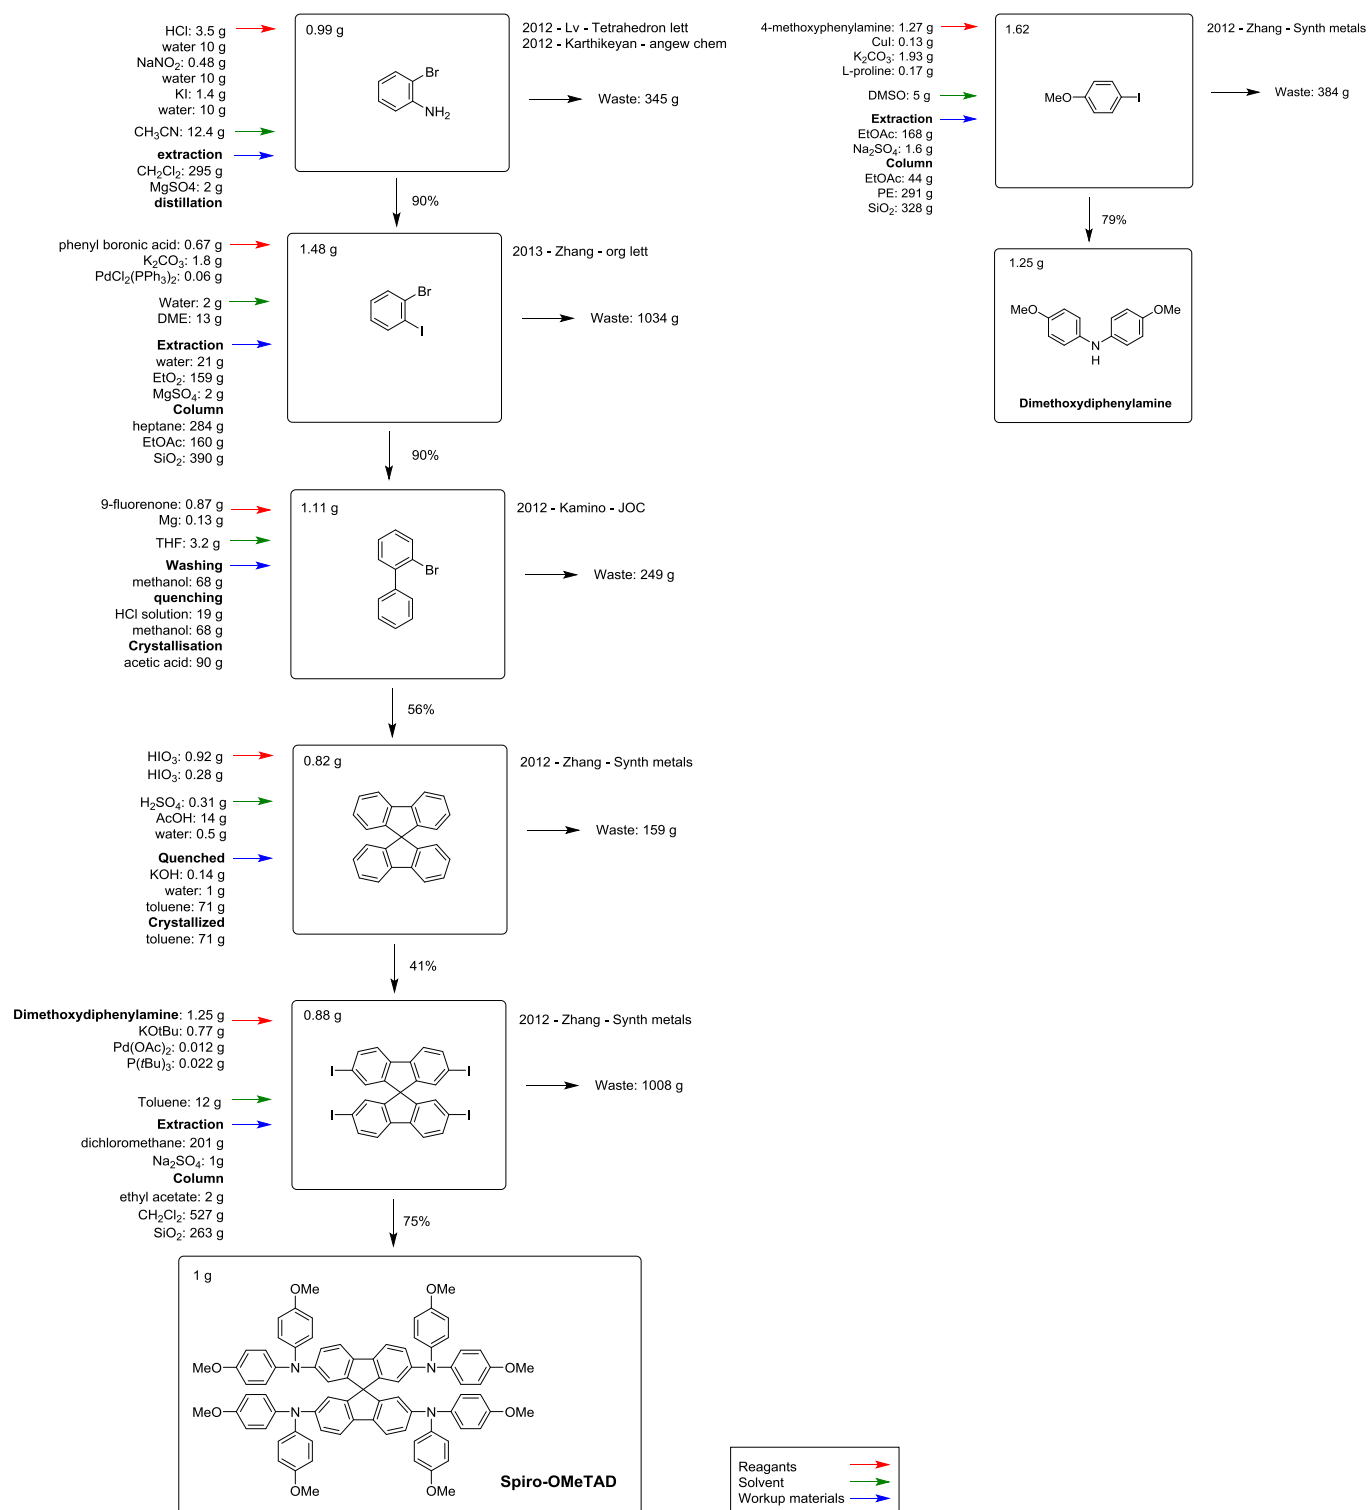 HCl: 3.5 g
water 10 g
NaNO₂: 0.48 g
water 10 g
KI: 1.4 g
water: 10 g
CH₃CN: 12.4 g
extraction
CH₂Cl₂: 295 g
MgSO4: 2 g
distillation
0.99 g
Br
NH₂
2012 - Lv - Tetrahedron lett
2012 - Karthikeyan - angew chem
Waste: 345 g
90%
phenyl boronic acid: 0.67 g
K₂CO₃: 1.8 g
PdCl₂(PPh₃)₂: 0.06 g
Water: 2 g
DME: 13 g
Extraction
water: 21 g
EtO₂: 159 g
MgSO₄: 2 g
Column
heptane: 284 g
EtOAc: 160 g
SiO₂: 390 g
1.48 g
Br
I
2013 - Zhang - org lett
Waste: 1034 g
90%
9-fluorenone: 0.87 g
Mg: 0.13 g
THF: 3.2 g
Washing
methanol: 68 g
quenching
HCl solution: 19 g
methanol: 68 g
Crystallisation
acetic acid: 90 g
1.11 g
Br
2012 - Kamino - JOC
Waste: 249 g
56%
HIO₃: 0.92 g
HIO₃: 0.28 g
H₂SO₄: 0.31 g
AcOH: 14 g
water: 0.5 g
Quenched
KOH: 0.14 g
water: 1 g
toluene: 71 g
Crystallized
toluene: 71 g
0.82 g
2012 - Zhang - Synth metals
Waste: 159 g
41%
Dimethoxydiphenylamine: 1.25 g
KOtBu: 0.77 g
Pd(OAc)₂: 0.012 g
P(tBu)₃: 0.022 g
Toluene: 12 g
Extraction
dichloromethane: 201 g
Na₂SO₄: 1g
Column
ethyl acetate: 2 g
CH₂Cl₂: 527 g
SiO₂: 263 g
0.88 g
I I
I I
2012 - Zhang - Synth metals
Waste: 1008 g
75%
1 g
OMe OMe
MeO N N OMe
MeO N N OMe
OMe OMe
Spiro-OMeTAD
4-methoxyphenylamine: 1.27 g
CuI: 0.13 g
K₂CO₃: 1.93 g
L-proline: 0.17 g
DMSO: 5 g
Extraction
EtOAc: 168 g
Na₂SO₄: 1.6 g
Column
EtOAc: 44 g
PE: 291 g
SiO₂: 328 g
1.62
MeO I
2012 - Zhang - Synth metals
Waste: 384 g
79%
1.25 g
MeO OMe
N
H
Dimethoxydiphenylamine
Reagents
Solvent
Workup materials